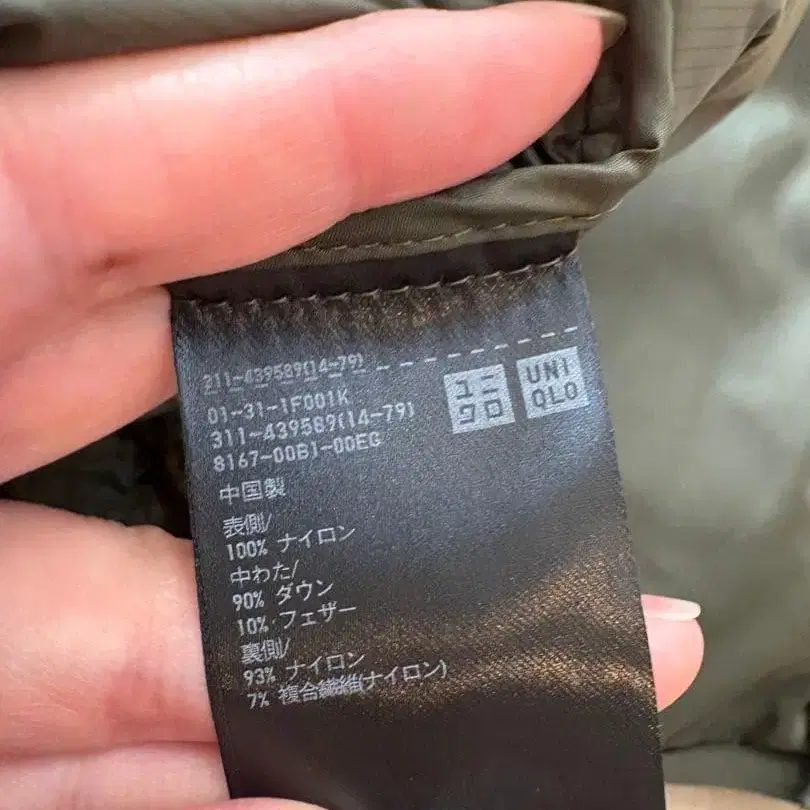 311-439589(14-79)
ユニ
クロ
UNI
QLO
01-31-1F001K
311-439589(14-79)
8167-00B1-00EG
中国製
表側/
100% ナイロン
中わた/
90% ダウン
10% フェザー
裏側/
93% ナイロン
7% 複合繊維(ナイロン)